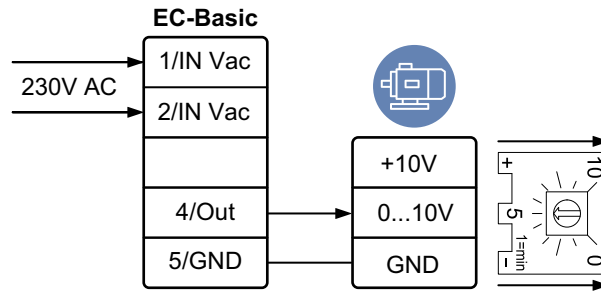 EC-Basic
1/IN Vac
230V AC
2/IN Vac
+10V
4/Out
0...10V
5/GND
GND
+ 10
5
1=min
- 0